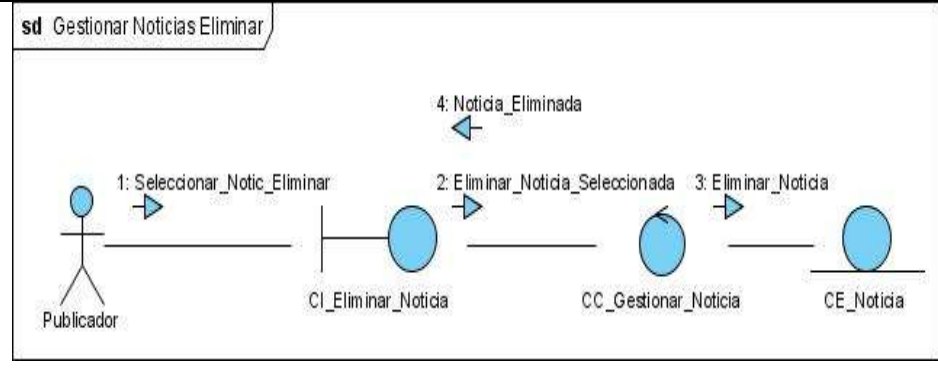 sd Gestionar Noticias Eliminar
4: Noticia_Eliminada
1: Seleccionar_Notic_Eliminar
2: Eliminar_Noticia_Seleccionada
3: Eliminar_Noticia
Publicador
CI_Eliminar_Noticia
CC_Gestionar_Noticia
CE_Noticia